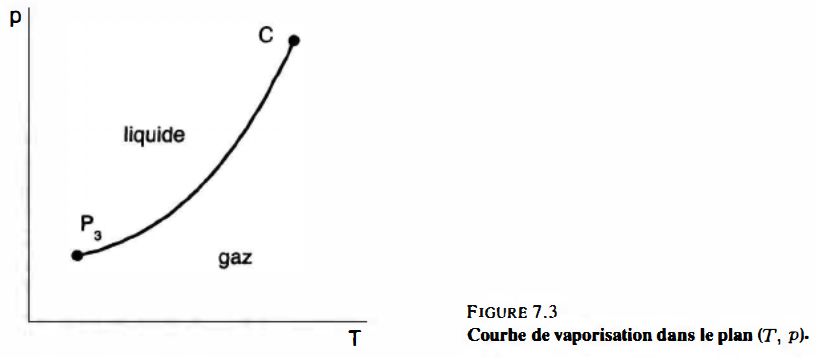 p
C
liquide
P₃
gaz
T
FIGURE 7.3
Courbe de vaporisation dans le plan (T, p).